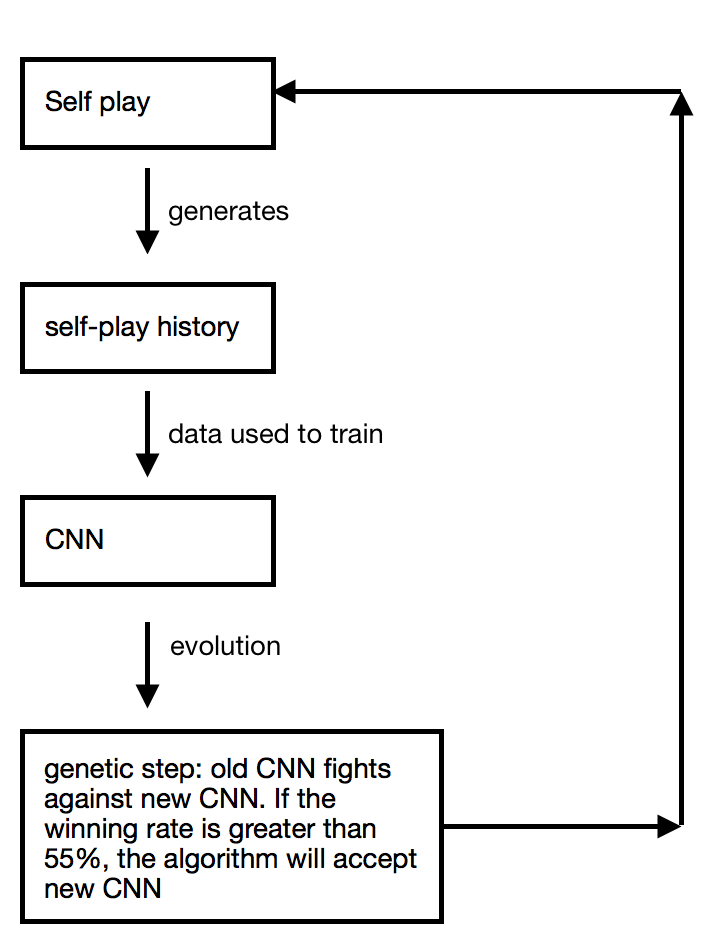 Self play
generates
self-play history
data used to train
CNN
evolution
genetic step: old CNN fights
against new CNN. If the
winning rate is greater than
55%, the algorithm will accept
new CNN